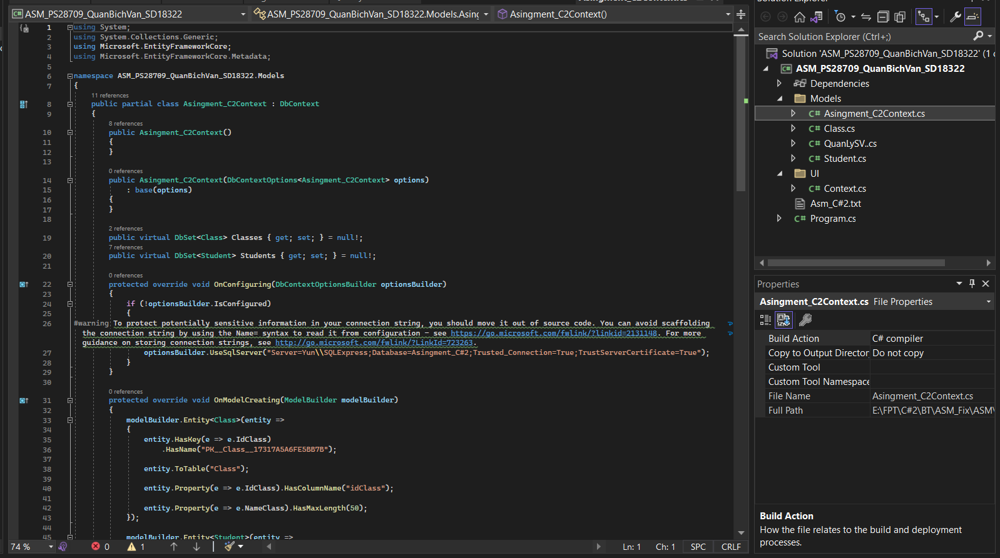 ASM_PS28709_QuanBichVan_SD18322
ASM_PS28709_QuanBichVan_SD18322.Models.Asing
Asingment_C2Context()
1 using System;
2 using System.Collections.Generic;
3 using Microsoft.EntityFrameworkCore;
4 using Microsoft.EntityFrameworkCore.Metadata;
5
6 namespace ASM_PS28709_QuanBichVan_SD18322.Models
7 {
11 references
8 public partial class Asingment_C2Context : DbContext
9 {
8 references
10 public Asingment_C2Context()
11 {
12 }
13
0 references
14 public Asingment_C2Context(DbContextOptions<Asingment_C2Context> options)
15 : base(options)
16 {
17 }
18
2 references
19 public virtual DbSet<Class> Classes { get; set; } = null!;
7 references
20 public virtual DbSet<Student> Students { get; set; } = null!;
21
0 references
22 protected override void OnConfiguring(DbContextOptionsBuilder optionsBuilder)
23 {
24 if (!optionsBuilder.IsConfigured)
25 {
26 #warning To protect potentially sensitive information in your connection string, you should move it out of source code. You can avoid scaffolding
the connection string by using the Name= syntax to read it from configuration - see https://go.microsoft.com/fwlink/?linkid=2131148. For more
guidance on storing connection strings, see http://go.microsoft.com/fwlink/?LinkId=723263.
27 optionsBuilder.UseSqlServer("Server=Yun\\SQLExpress;Database=Asingment_C#2;Trusted_Connection=True;TrustServerCertificate=True");
28 }
29 }
30
0 references
31 protected override void OnModelCreating(ModelBuilder modelBuilder)
32 {
33 modelBuilder.Entity<Class>(entity =>
34 {
35 entity.HasKey(e => e.IdClass)
36 .HasName("PK__Class__17317A5A6FE5BB7B");
37
38 entity.ToTable("Class");
39
40 entity.Property(e => e.IdClass).HasColumnName("idClass");
41
42 entity.Property(e => e.NameClass).HasMaxLength(50);
43 });
44
45 modelBuilder.Entity<Student>(entity =>
74 %
0
1
Ln: 1
Ch: 1
SPC
CRLF
Solution Explorer
Search Solution Explorer (Ctrl+;)
Solution 'ASM_PS28709_QuanBichVan_SD18322' (1 o
ASM_PS28709_QuanBichVan_SD18322
Dependencies
Models
C# Asingment_C2Context.cs
C# Class.cs
C# QuanLySV..cs
C# Student.cs
UI
C# Context.cs
Asm_C#2.txt
C# Program.cs
Properties
Asingment_C2Context.cs File Properties
Build Action C# compiler
Copy to Output Director Do not copy
Custom Tool
Custom Tool Namespace
File Name Asingment_C2Context.cs
Full Path E:\FPT\C#2\BT\ASM_Fix\ASM\
Build Action
How the file relates to the build and deployment
processes.